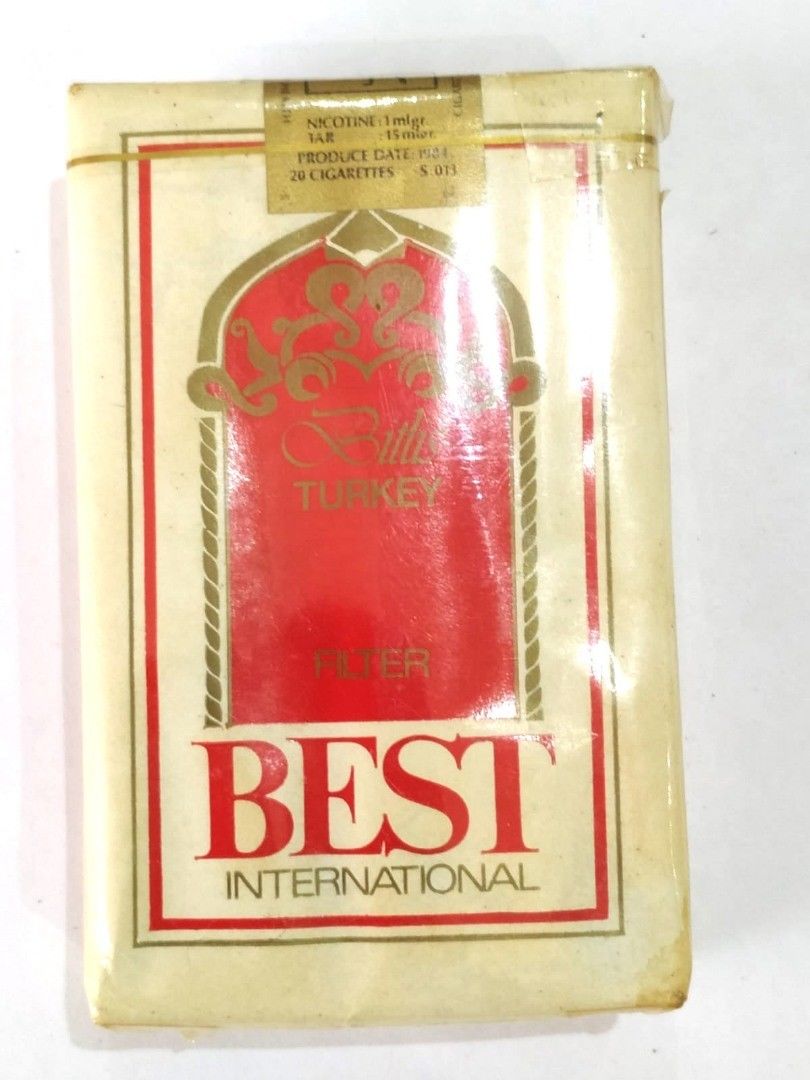 NICOTINE: 1 mlgr.
TAR : 15 mlgr.
PRODUCE DATE: 1984
20 CIGARETTES S. 013
Bitlis
TURKEY
FILTER
BEST
INTERNATIONAL